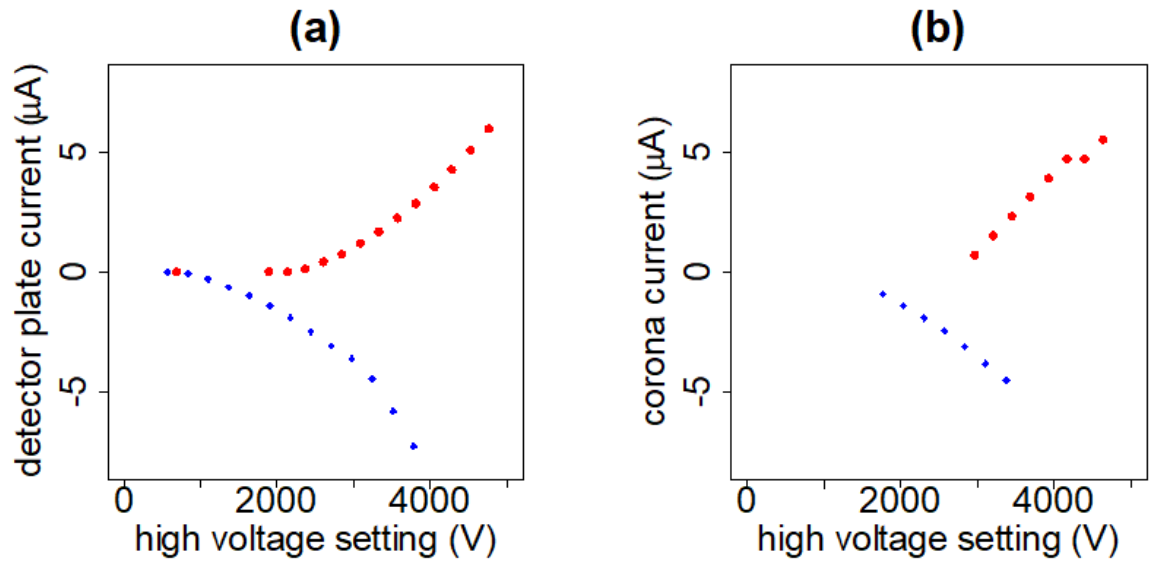 (a)
detector plate current (μA)
5
0
-5
0 2000 4000
high voltage setting (V)
(b)
corona current (μA)
5
0
-5
0 2000 4000
high voltage setting (V)